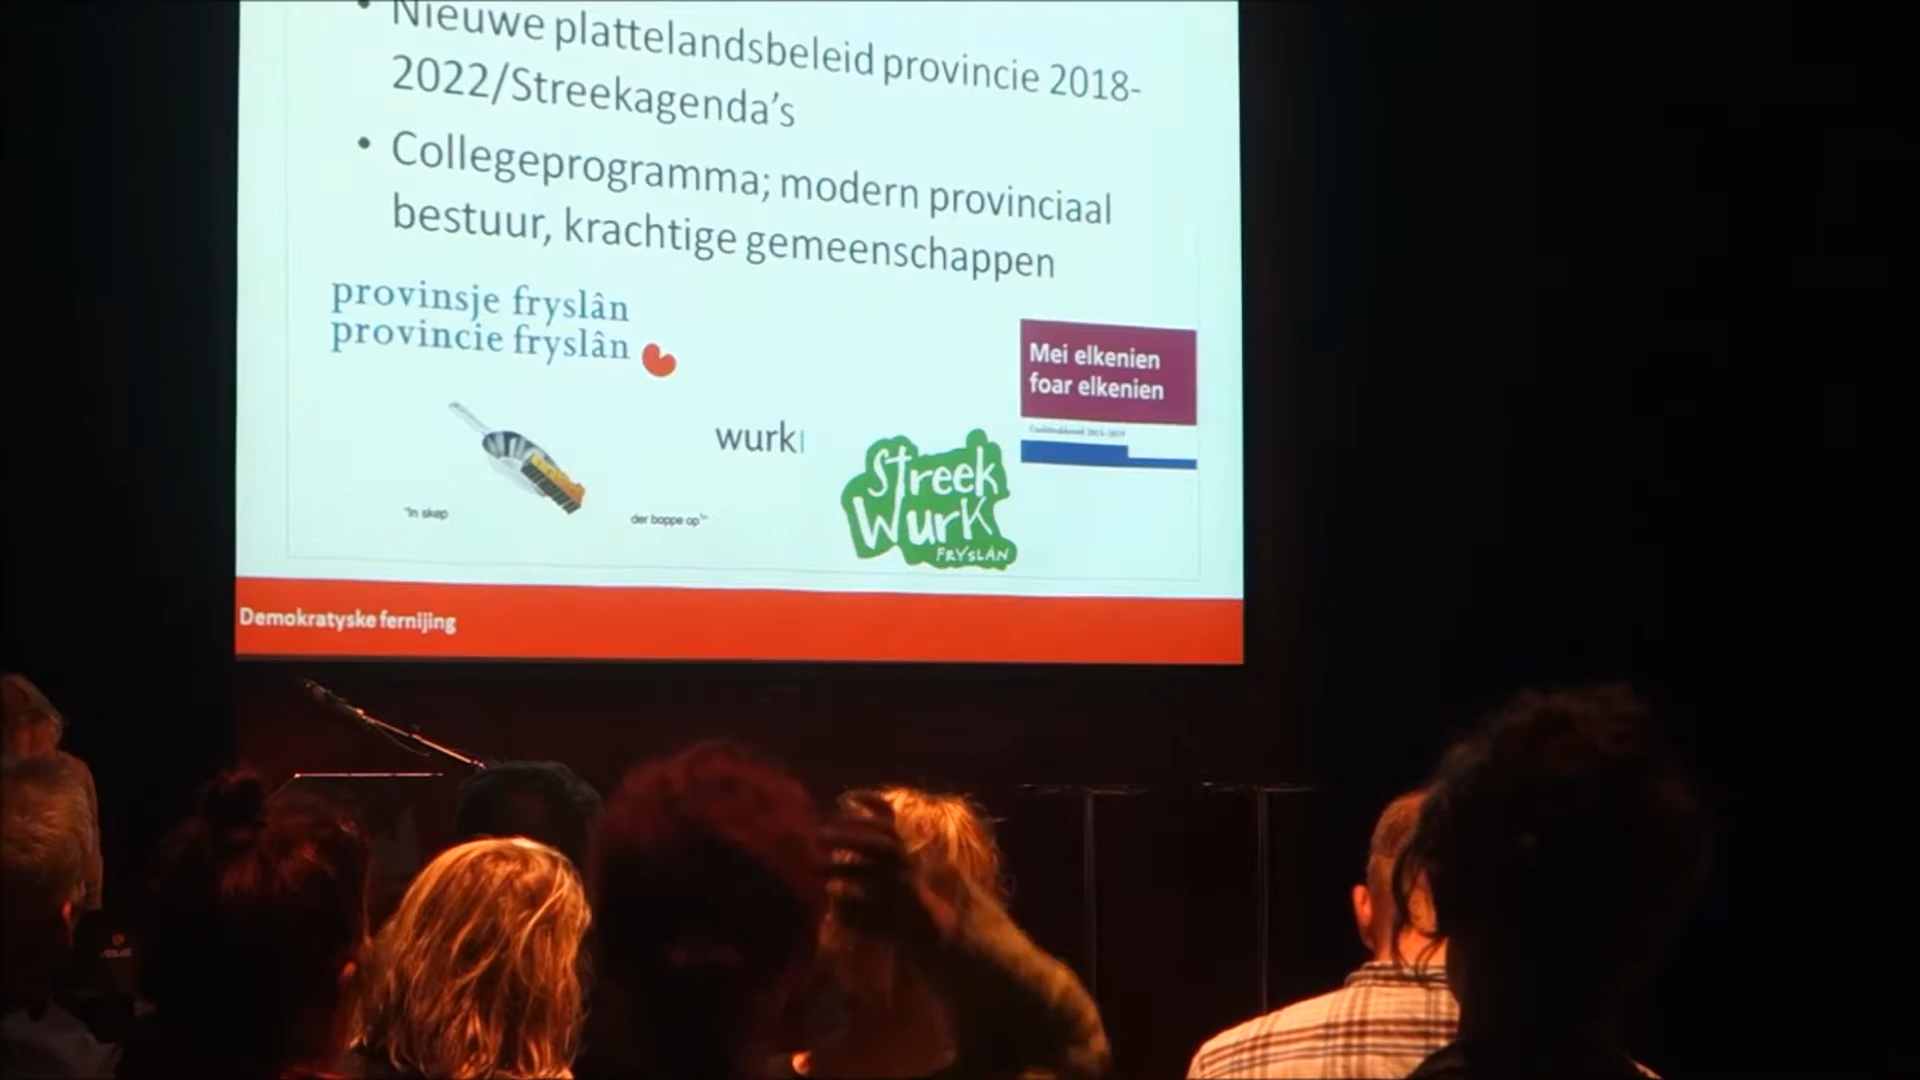 Nieuwe plattelandsbeleid provincie 2018-
2022/Streekagenda's
Collegeprogramma; modern provinciaal
bestuur, krachtige gemeenschappen
provinsje fryslân
provincie fryslân
Mei elkenien
foar elkenien
wurk
Streek
Wurk
FRYSLÂN
"In skep
der boppe op"
Demokratyske fernijing